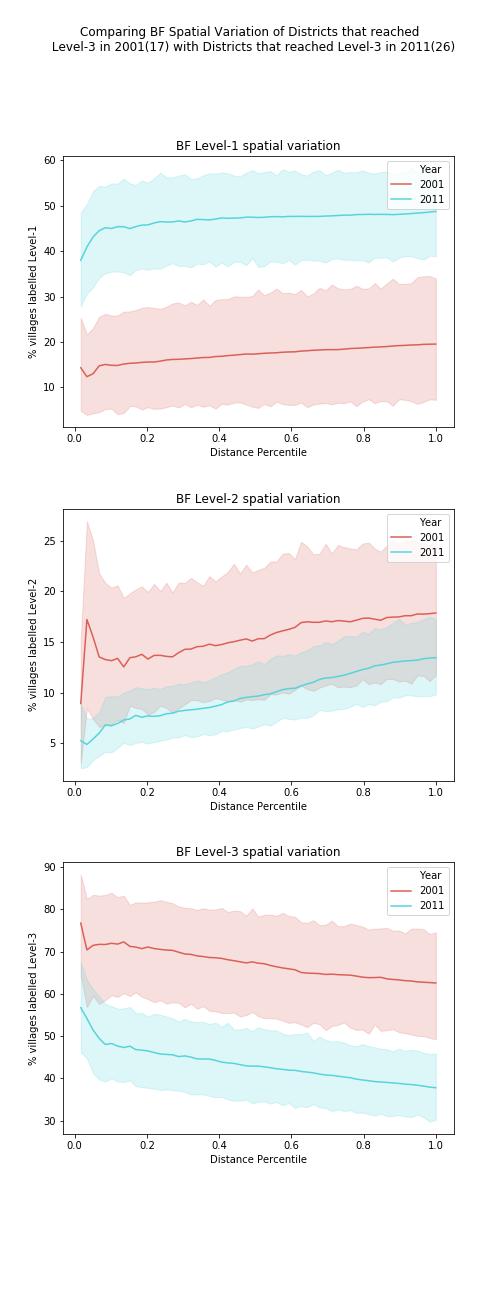 Comparing BF Spatial Variation of Districts that reached
Level-3 in 2001(17) with Districts that reached Level-3 in 2011(26)
BF Level-1 spatial variation
% villages labelled Level-1
60
50
40
30
20
10
Year
2001
2011
0.0 0.2 0.4 0.6 0.8 1.0
Distance Percentile
BF Level-2 spatial variation
% villages labelled Level-2
25
20
15
10
5
Year
2001
2011
0.0 0.2 0.4 0.6 0.8 1.0
Distance Percentile
BF Level-3 spatial variation
% villages labelled Level-3
90
80
70
60
50
40
30
Year
2001
2011
0.0 0.2 0.4 0.6 0.8 1.0
Distance Percentile